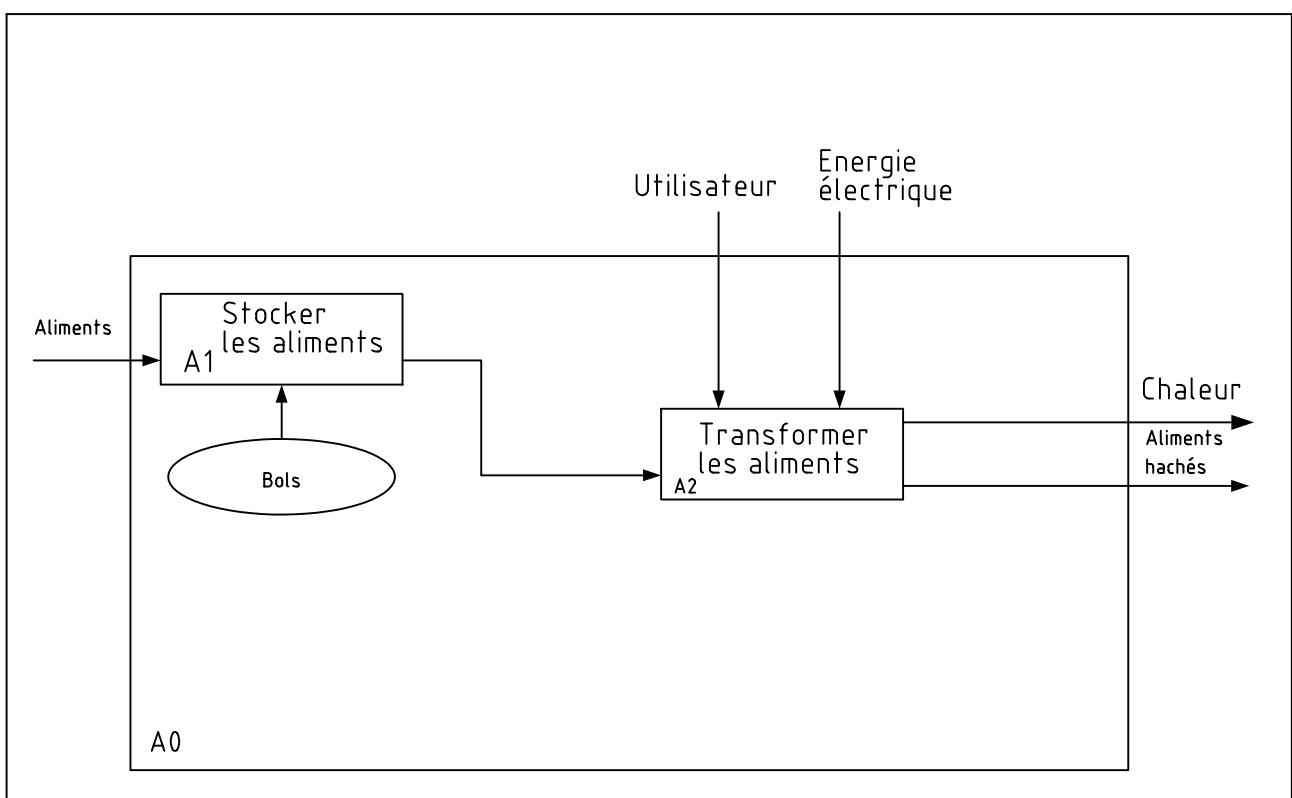 Utilisateur
Energie
électrique
Aliments
Stocker
les aliments
A1
Bols
Transformer
les aliments
A2
Chaleur
Aliments
hachés
A0